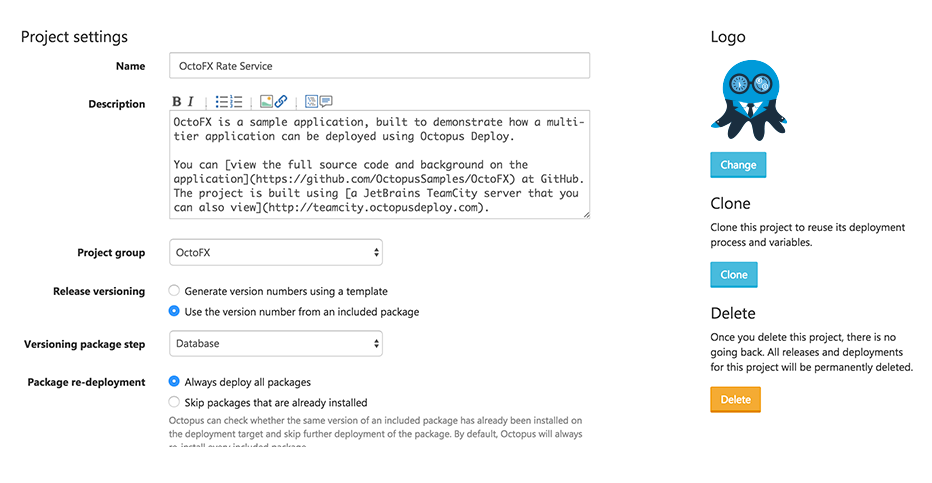 Project settings
Name
OctoFX Rate Service
Description
B I
OctoFX is a sample application, built to demonstrate how a multi-
tier application can be deployed using Octopus Deploy.
You can [view the full source code and background on the
application](https://github.com/OctopusSamples/OctoFX) at GitHub.
The project is built using [a JetBrains TeamCity server that you
can also view](http://teamcity.octopusdeploy.com).
Project group
OctoFX
Release versioning
Generate version numbers using a template
Use the version number from an included package
Versioning package step
Database
Package re-deployment
Always deploy all packages
Skip packages that are already installed
Octopus can check whether the same version of an included package has already been installed on
the deployment target and skip further deployment of the package. By default, Octopus will always
re-install every included package.
Logo
Change
Clone
Clone this project to reuse its deployment
process and variables.
Clone
Delete
Once you delete this project, there is no
going back. All releases and deployments
for this project will be permanently deleted.
Delete